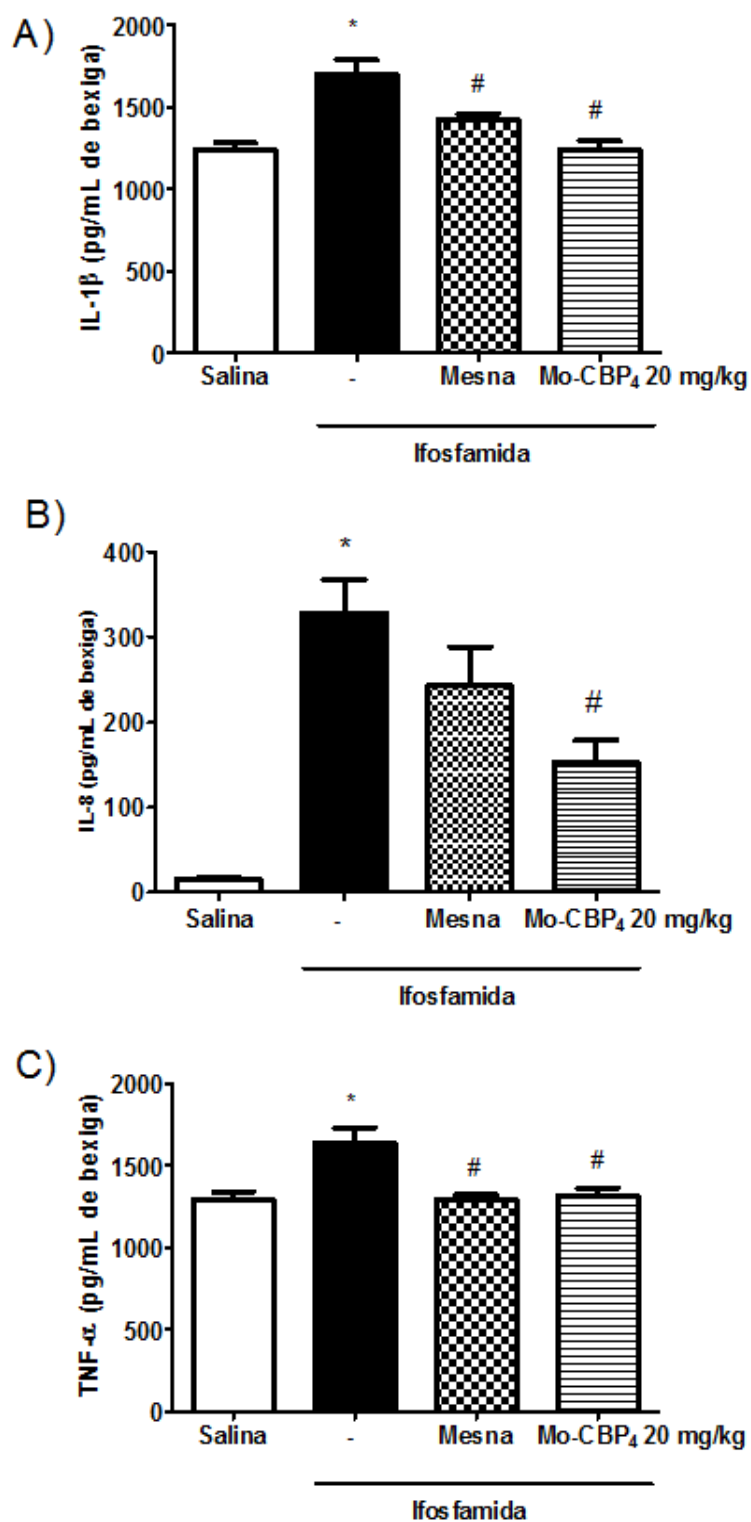 A)
IL-1β (pg/mL de bexiga)
2000
1500
1000
500
0
*
#
#
Salina - Mesna Mo-CBP₄ 20 mg/kg
Ifosfamida
B)
IL-8 (pg/mL de bexiga)
400
300
200
100
0
*
#
Salina - Mesna Mo-CBP₄ 20 mg/kg
Ifosfamida
C)
TNF-α (pg/mL de bexiga)
2000
1500
1000
500
0
*
#
#
Salina - Mesna Mo-CBP₄ 20 mg/kg
Ifosfamida